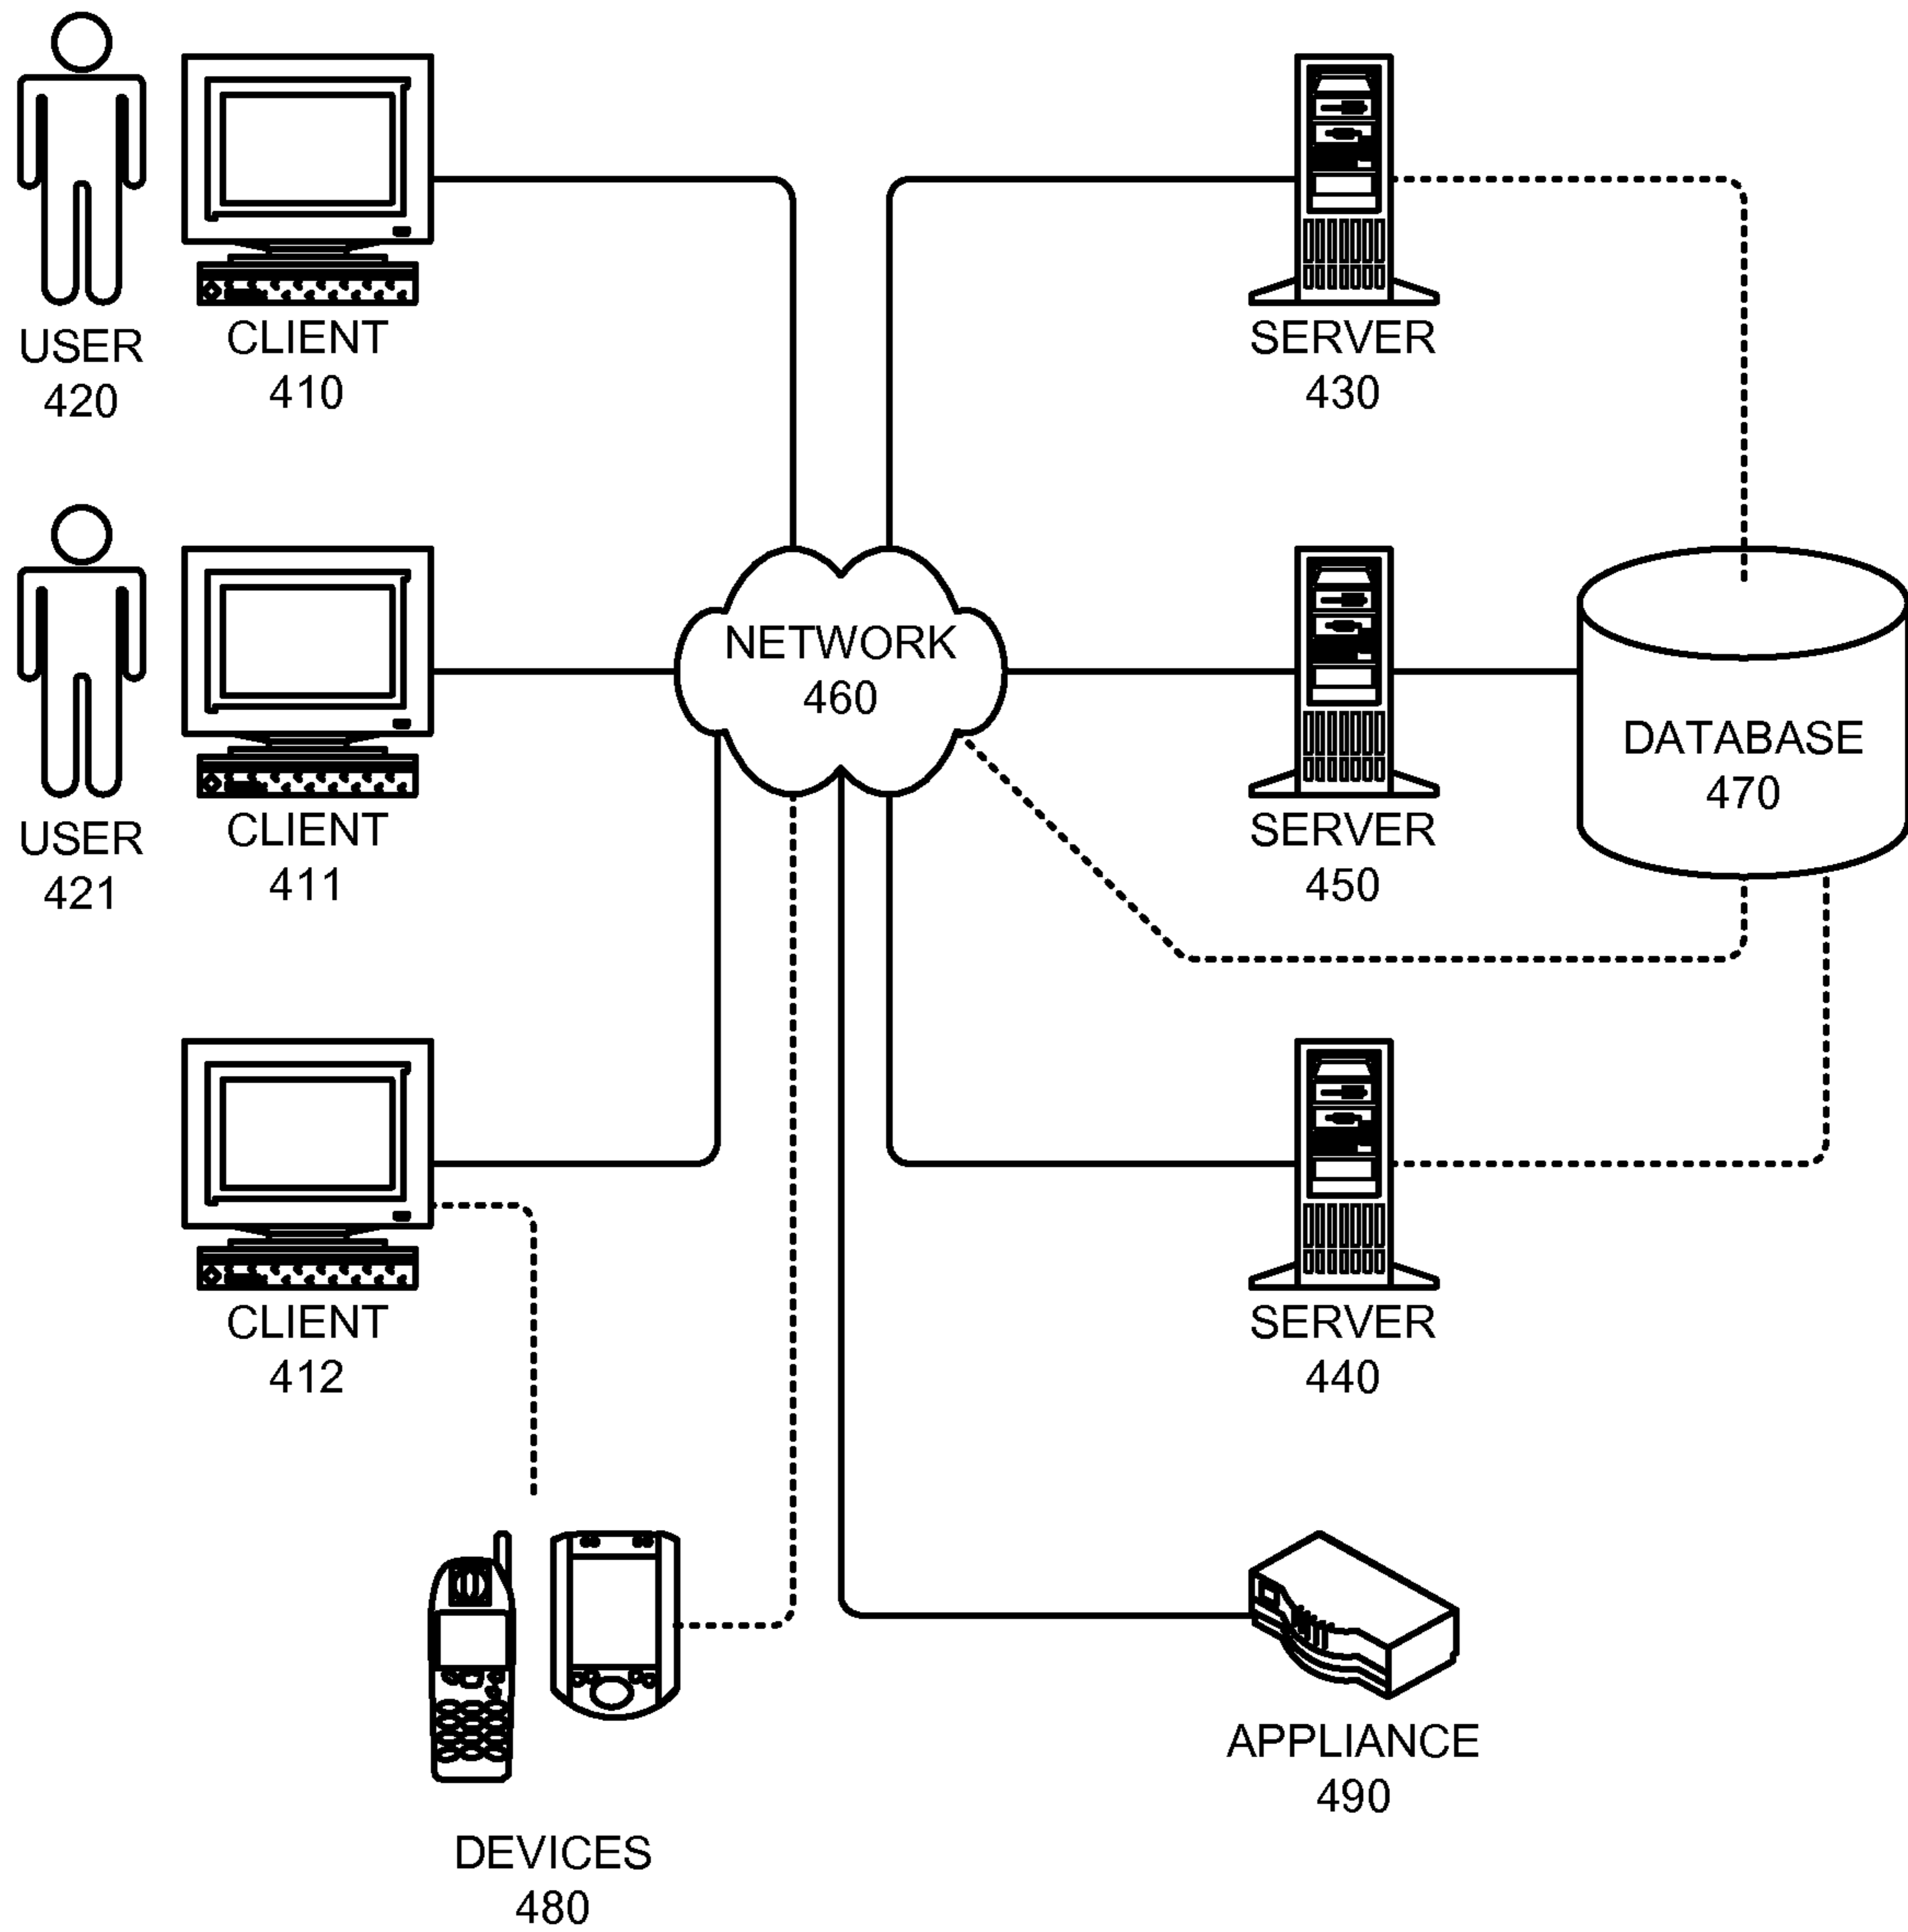 USER
420
CLIENT
410
SERVER
430
NETWORK
460
USER
421
CLIENT
411
SERVER
450
DATABASE
470
CLIENT
412
SERVER
440
DEVICES
480
APPLIANCE
490